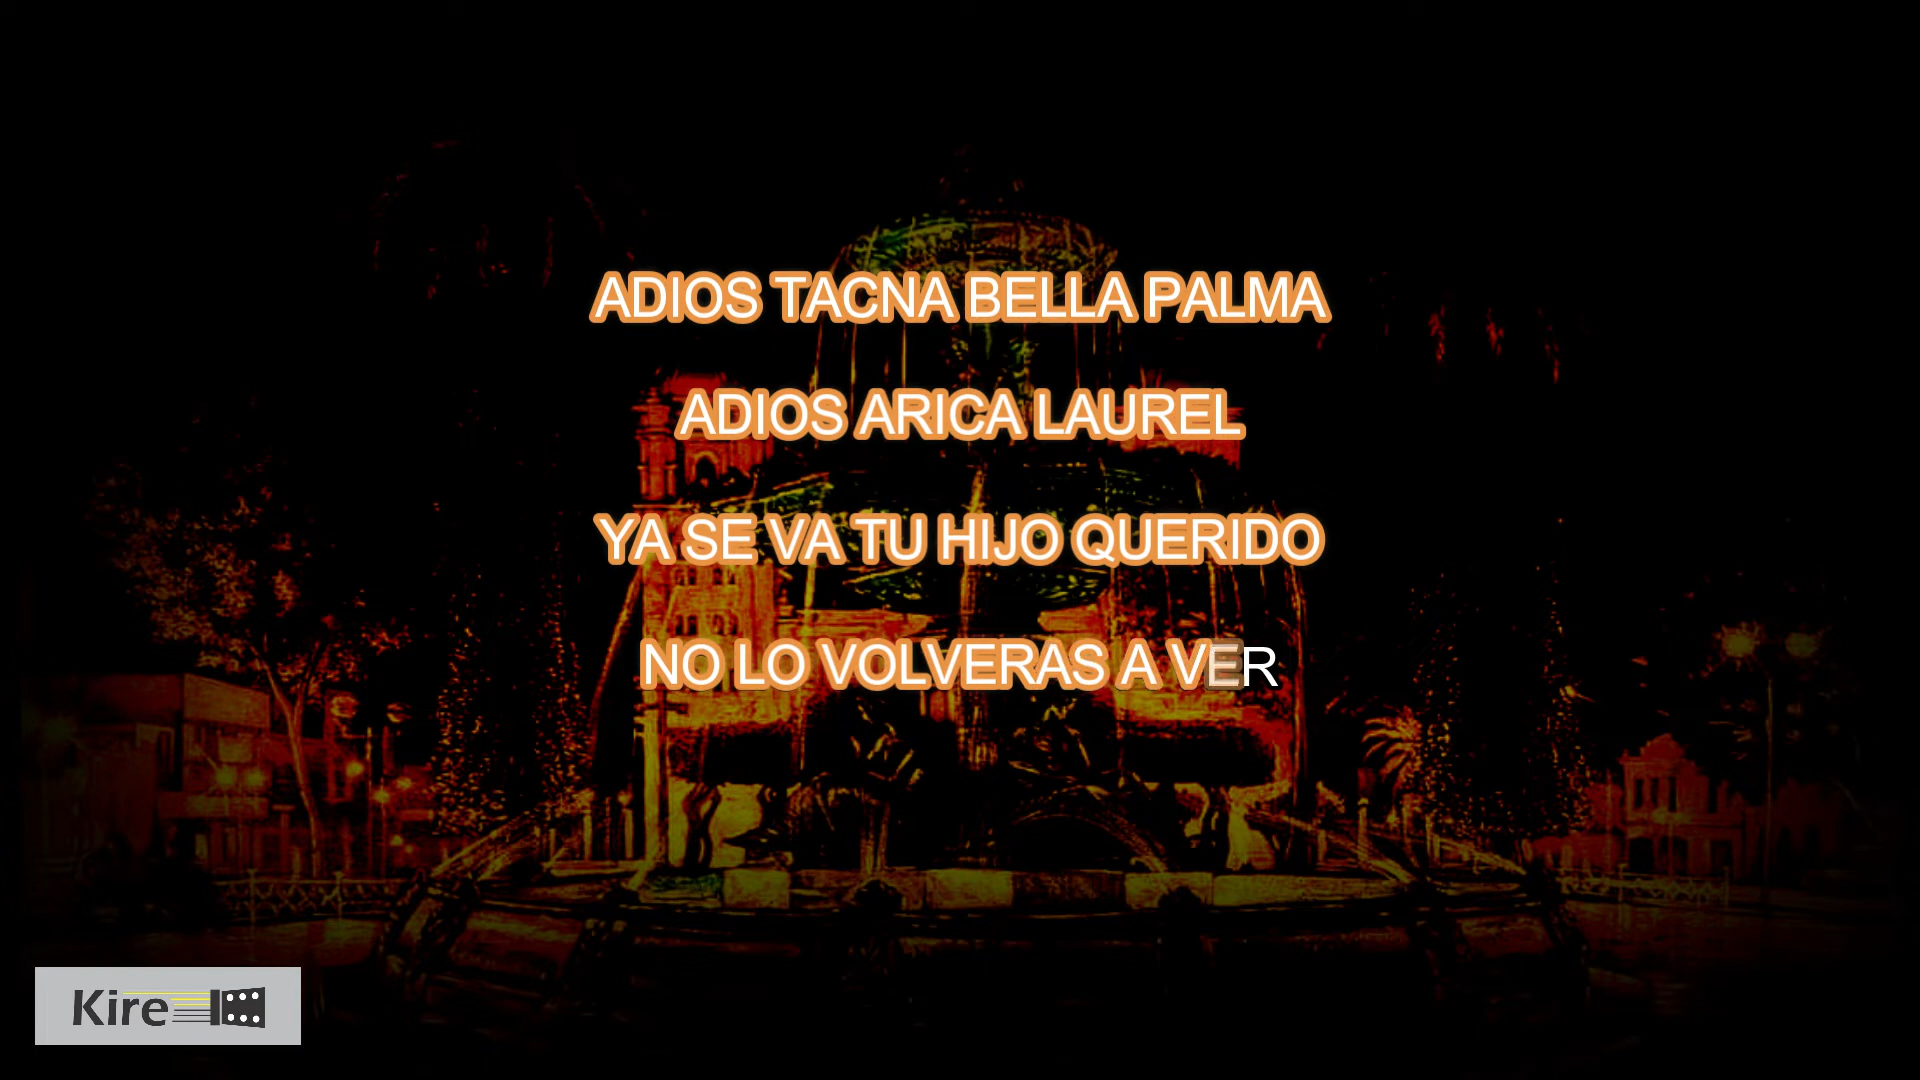 ADIOS TACNA BELLA PALMA
ADIOS ARICA LAUREL
YA SE VA TU HIJO QUERIDO
NO LO VOLVERAS A VER
Kire